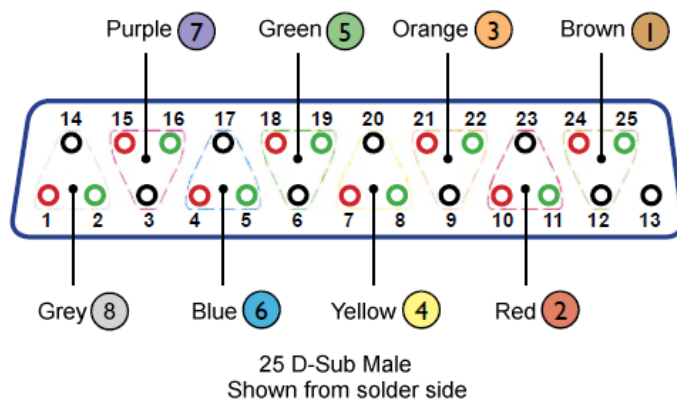 Purple 7 Green 5 Orange 3 Brown 1
14 15 16 17 18 19 20 21 22 23 24 25
1 2 3 4 5 6 7 8 9 10 11 12 13
Grey 8 Blue 6 Yellow 4 Red 2
25 D-Sub Male
Shown from solder side